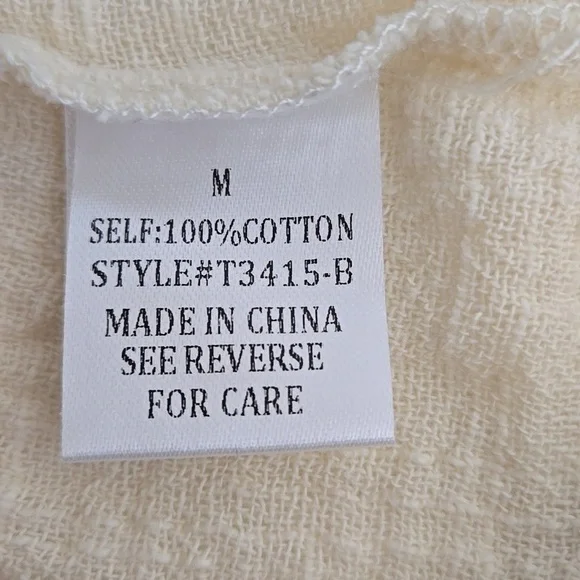 M
SELF:100%COTTON
STYLE#T3415-B
MADE IN CHINA
SEE REVERSE
FOR CARE